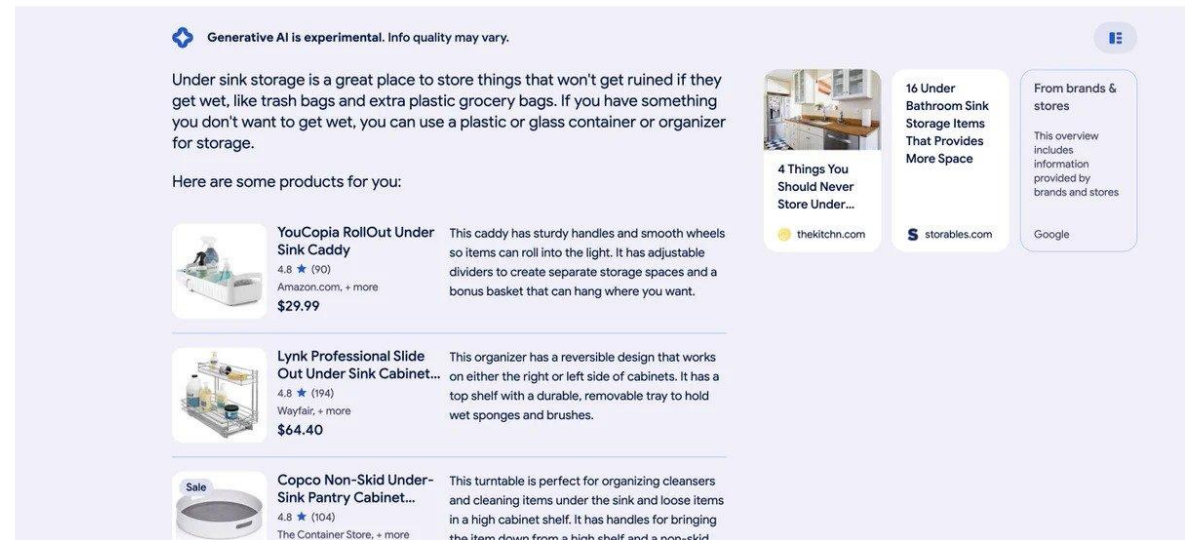 Generative AI is experimental. Info quality may vary.
Under sink storage is a great place to store things that won't get ruined if they
get wet, like trash bags and extra plastic grocery bags. If you have something
you don't want to get wet, you can use a plastic or glass container or organizer
for storage.
Here are some products for you:
YouCopia RollOut Under
Sink Caddy
4.8 ★ (90)
Amazon.com, + more
$29.99
This caddy has sturdy handles and smooth wheels
so items can roll into the light. It has adjustable
dividers to create separate storage spaces and a
bonus basket that can hang where you want.
Lynk Professional Slide
Out Under Sink Cabinet...
4.8 ★ (194)
Wayfair, + more
$64.40
This organizer has a reversible design that works
on either the right or left side of cabinets. It has a
top shelf with a durable, removable tray to hold
wet sponges and brushes.
Sale
Copco Non-Skid Under-
Sink Pantry Cabinet...
4.8 ★ (104)
The Container Store, + more
This turntable is perfect for organizing cleansers
and cleaning items under the sink and loose items
in a high cabinet shelf. It has handles for bringing
the item down from a high shelf and a non-skid
4 Things You
Should Never
Store Under...
thekitchn.com
16 Under
Bathroom Sink
Storage Items
That Provides
More Space
S storables.com
From brands &
stores
This overview
includes
information
provided by
brands and stores
Google